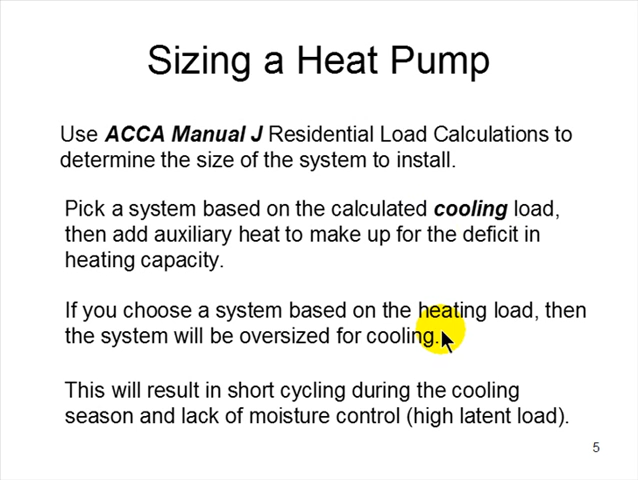 Sizing a Heat Pump
Use ACCA Manual J Residential Load Calculations to
determine the size of the system to install.
Pick a system based on the calculated cooling load,
then add auxiliary heat to make up for the deficit in
heating capacity.
If you choose a system based on the heating load, then
the system will be oversized for cooling.
This will result in short cycling during the cooling
season and lack of moisture control (high latent load).
5